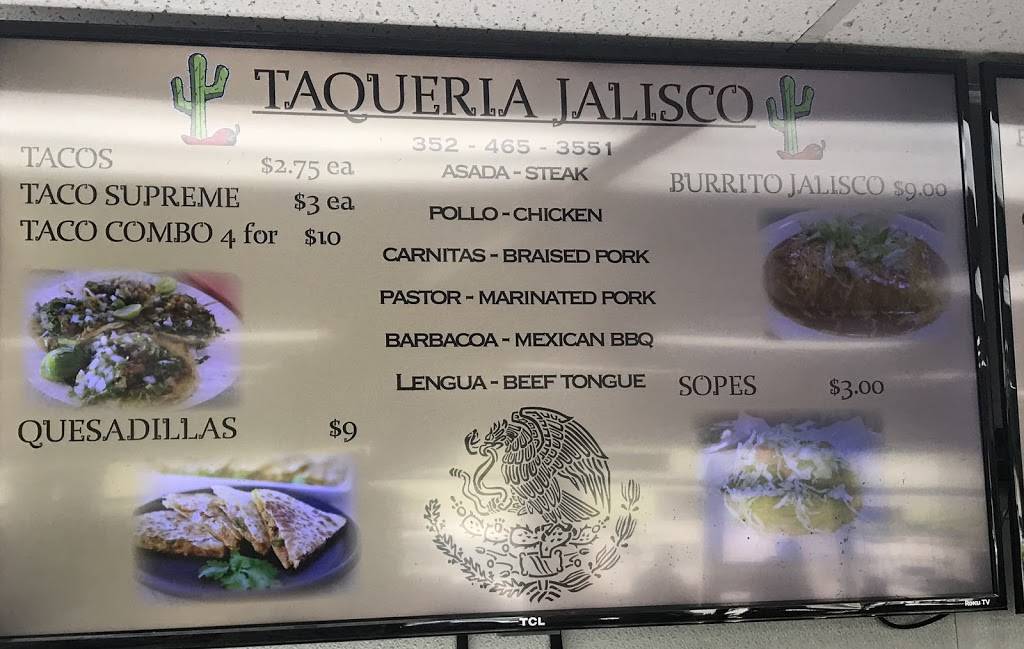 TAQUERIA JALISCO
352 - 465 - 3551
TACOS $2.75 ea
TACO SUPREME $3 ea
TACO COMBO 4 for $10
QUESADILLAS $9
ASADA - STEAK
POLLO - CHICKEN
CARNITAS - BRAISED PORK
PASTOR - MARINATED PORK
BARBACOA - MEXICAN BBQ
LENGUA - BEEF TONGUE
BURRITO JALISCO $9.00
SOPES $3.00
TCL
Roku TV